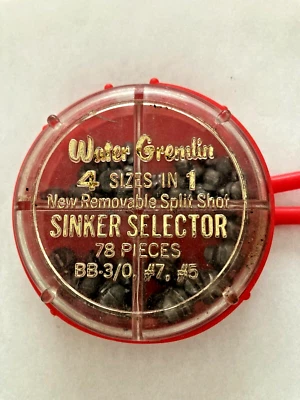 Water Gremlin
4 SIZES IN 1
New Removable Split Shot
SINKER SELECTOR
78 PIECES
BB-3/0, #7, #5